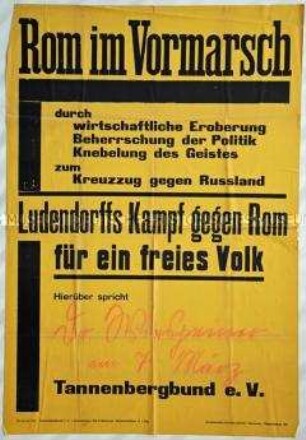 Rom im Vormarsch
durch
wirtschaftliche Eroberung
Beherrschung der Politik
Knebelung des Geistes
zum
Kreuzzug gegen Russland
Ludendorffs Kampf gegen Rom
für ein freies Volk
Hierüber spricht
Dr.
am 7. März
Tannenbergbund e. V.